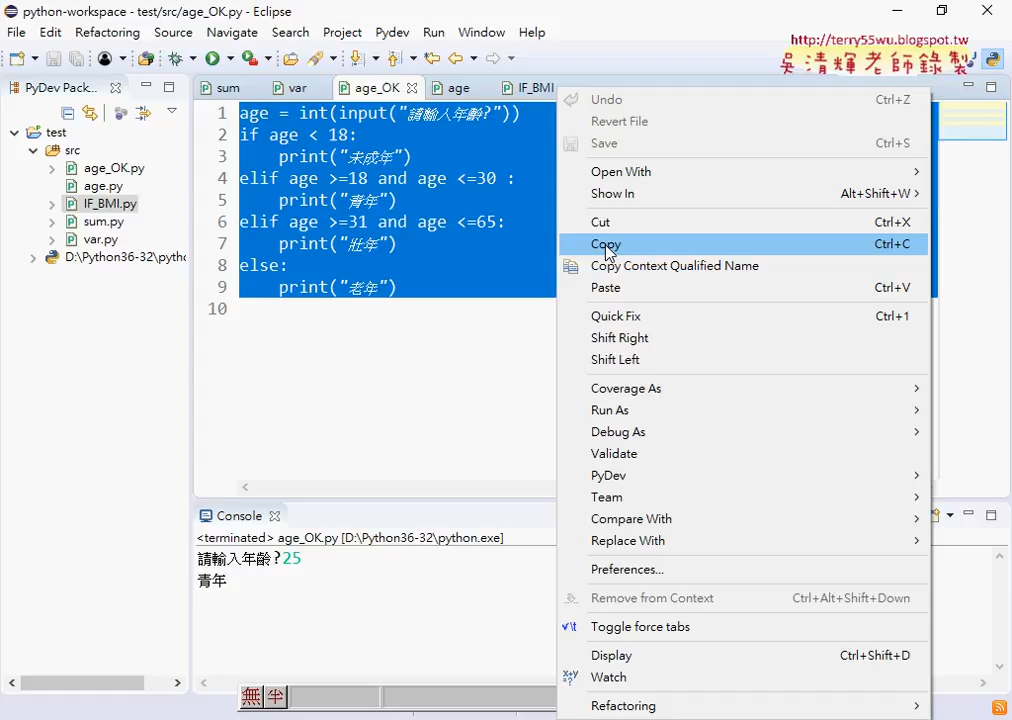 python-workspace - test/src/age_OK.py - Eclipse
File Edit Refactoring Source Navigate Search Project Pydev Run Window Help
http://terry55wu.blogspot.tw
吳清輝老師錄製
PyDev Pack...
sum var age_OK age IF_BMI
test
src
age_OK.py
age.py
IF_BMI.py
sum.py
var.py
D:\Python36-32\pytho
1 age = int(input("請輸入年齡?"))
2 if age < 18:
3 print("未成年")
4 elif age >=18 and age <=30 :
5 print("青年")
6 elif age >=31 and age <=65:
7 print("壯年")
8 else:
9 print("老年")
10
Undo Ctrl+Z
Revert File
Save Ctrl+S
Open With
Show In Alt+Shift+W
Cut Ctrl+X
Copy Ctrl+C
Copy Context Qualified Name
Paste Ctrl+V
Quick Fix Ctrl+1
Shift Right
Shift Left
Coverage As
Run As
Debug As
Validate
PyDev
Team
Compare With
Replace With
Preferences...
Remove from Context Ctrl+Alt+Shift+Down
Toggle force tabs
Display Ctrl+Shift+D
Watch
Refactoring
Console
<terminated> age_OK.py [D:\Python36-32\python.exe]
請輸入年齡?25
青年
無 半